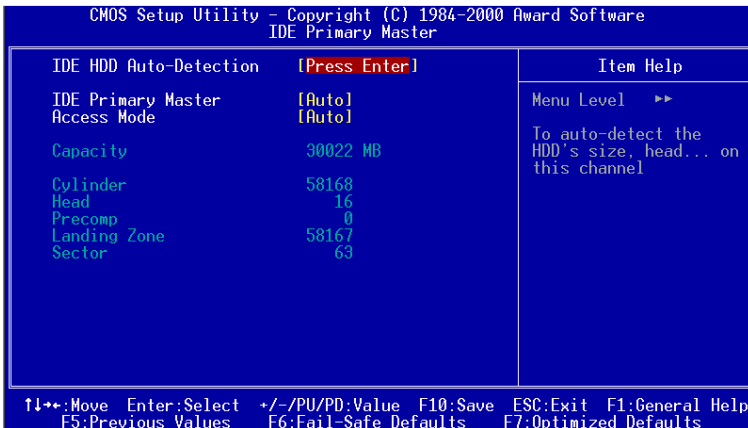 CMOS Setup Utility - Copyright (C) 1984-2000 Award Software
IDE Primary Master
IDE HDD Auto-Detection [Press Enter]
IDE Primary Master [Auto]
Access Mode [Auto]
Capacity 30022 MB
Cylinder 58168
Head 16
Precomp 0
Landing Zone 58167
Sector 63
Item Help
Menu Level ▸▸
To auto-detect the
HDD's size, head... on
this channel
↑↓→←:Move Enter:Select +/-/PU/PD:Value F10:Save ESC:Exit F1:General Help
F5:Previous Values F6:Fail-Safe Defaults F7:Optimized Defaults